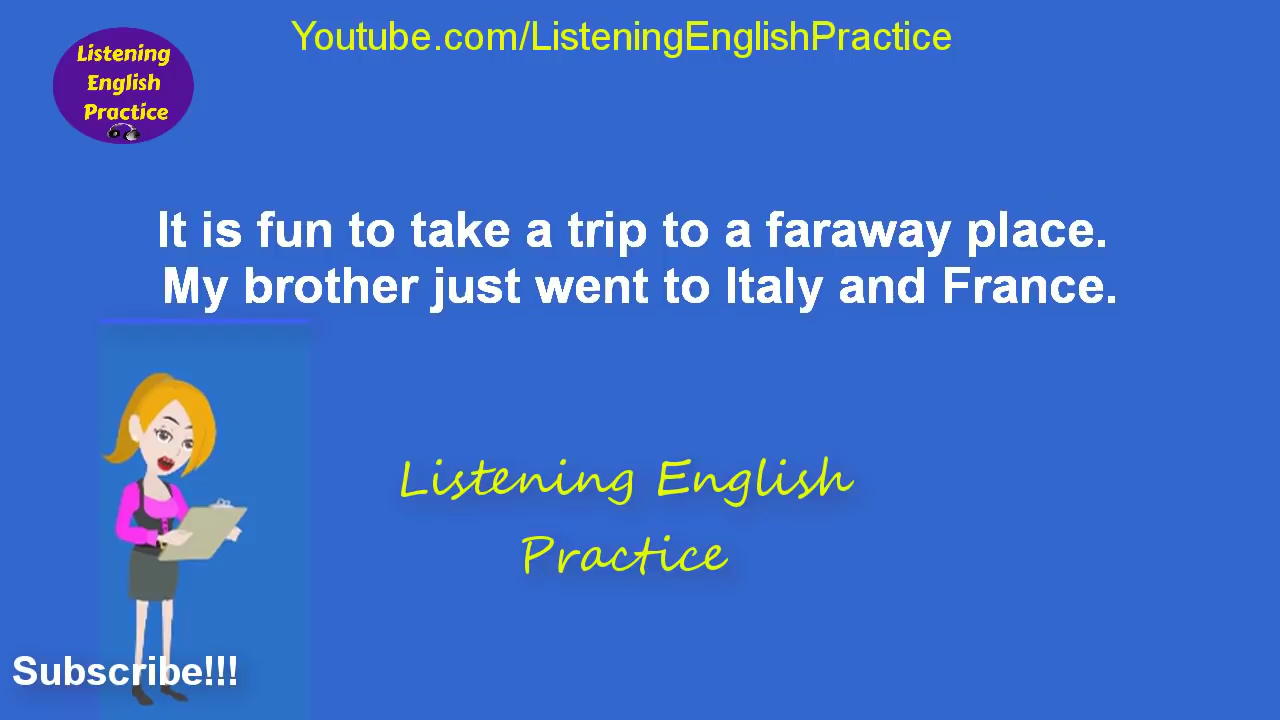 Youtube.com/ListeningEnglishPractice
Listening
English
Practice
It is fun to take a trip to a faraway place.
My brother just went to Italy and France.
Listening English
Practice
Subscribe!!!